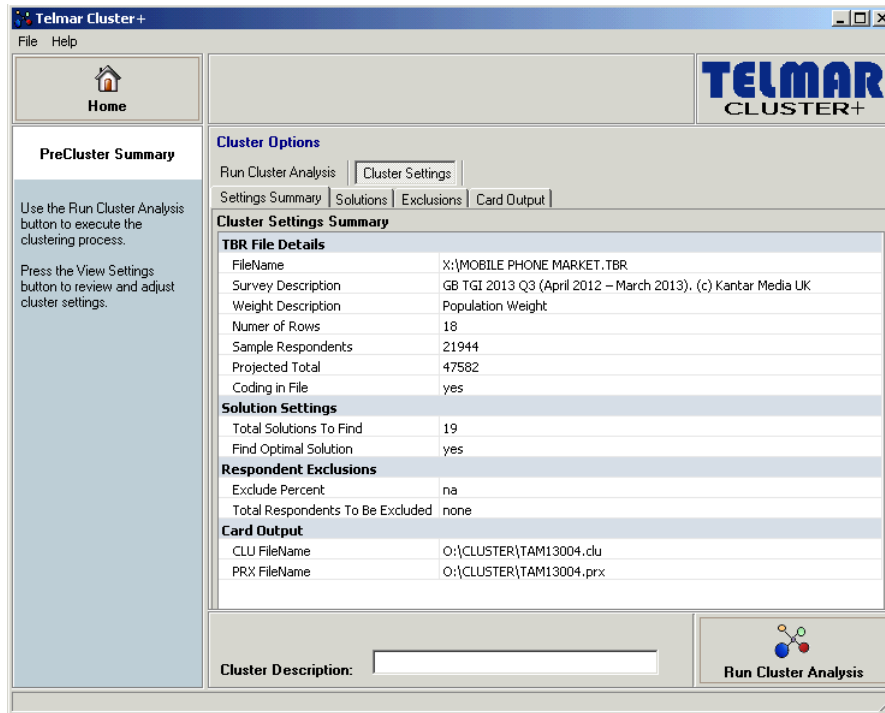 Telmar Cluster+
File Help
Home
TELMAR
CLUSTER+
PreCluster Summary
Use the Run Cluster Analysis
button to execute the
clustering process.
Press the View Settings
button to review and adjust
cluster settings.
Cluster Options
Run Cluster Analysis Cluster Settings
Settings Summary Solutions Exclusions Card Output
Cluster Settings Summary
TBR File Details
FileName X:\MOBILE PHONE MARKET.TBR
Survey Description GB TGI 2013 Q3 (April 2012 – March 2013). (c) Kantar Media UK
Weight Description Population Weight
Numer of Rows 18
Sample Respondents 21944
Projected Total 47582
Coding in File yes
Solution Settings
Total Solutions To Find 19
Find Optimal Solution yes
Respondent Exclusions
Exclude Percent na
Total Respondents To Be Excluded none
Card Output
CLU FileName O:\CLUSTER\TAM13004.clu
PRX FileName O:\CLUSTER\TAM13004.prx
Cluster Description:
Run Cluster Analysis